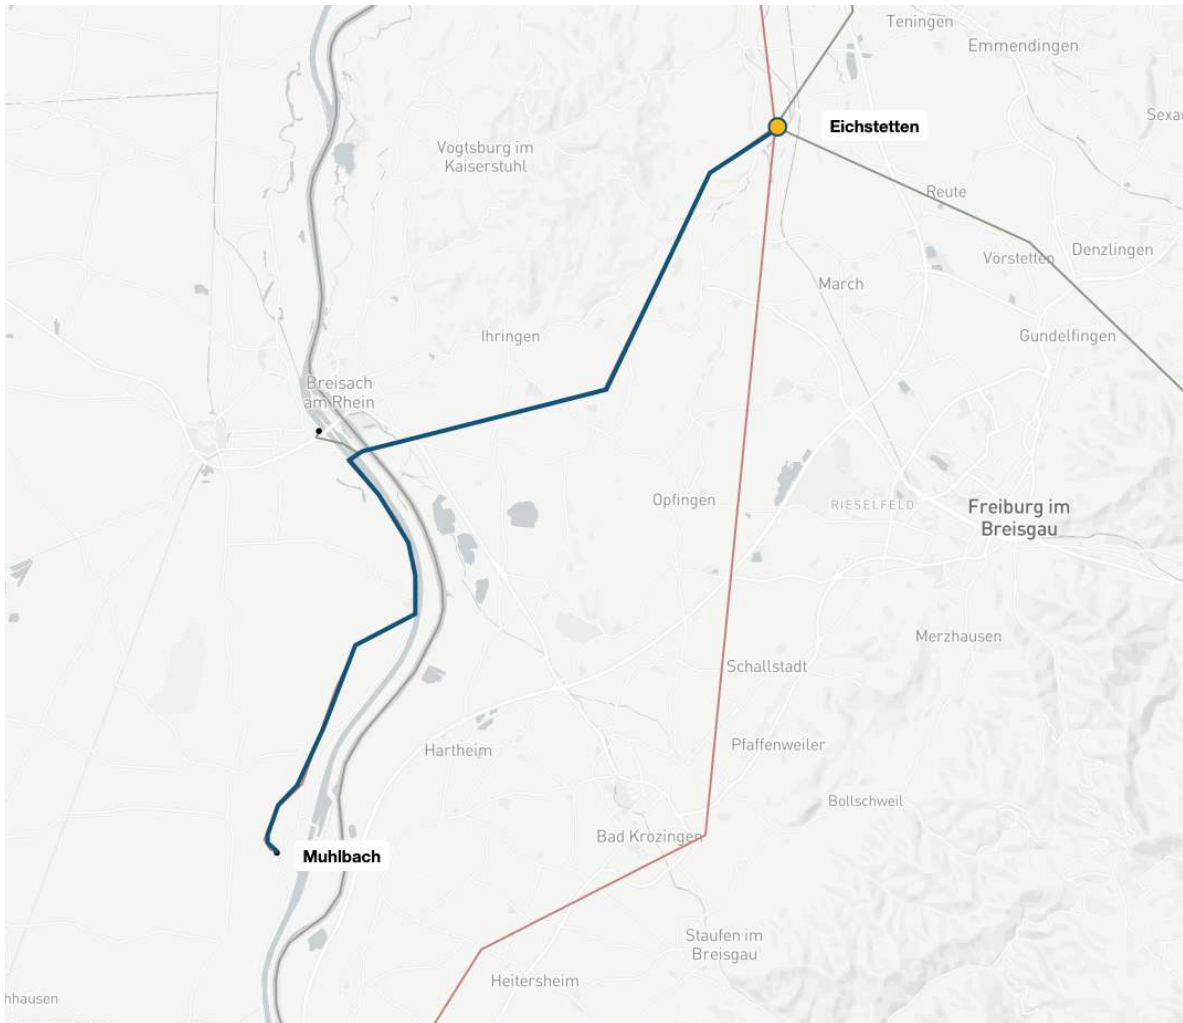 Teningen
Emmendingen
Eichstetten
Vogtsburg im
Kaiserstuhl
Reute
Denzlingen
Vörstetten
March
Ihringen
Gundelfingen
Breisach
am Rhein
Opfingen
RIESELFELD
Freiburg im
Breisgau
Merzhausen
Schallstadt
Hartheim
Pfaffenweiler
Bollschweil
Bad Krozingen
Muhlbach
Staufen im
Breisgau
Heitersheim
hhausen